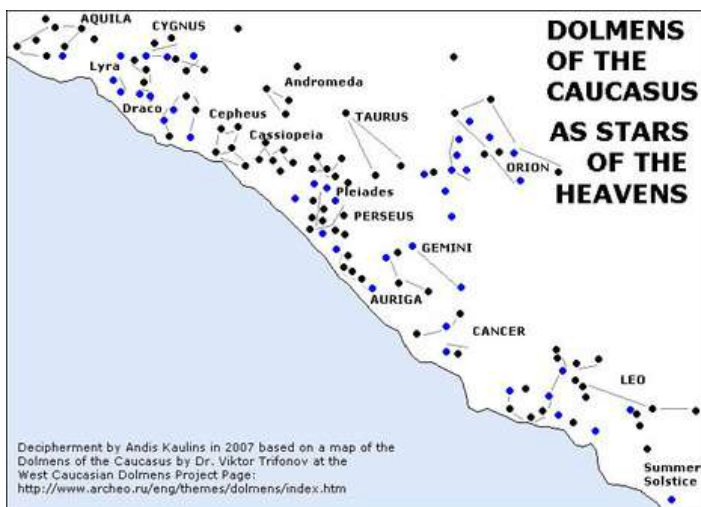 AQUILA
CYGNUS
DOLMENS
OF THE
CAUCASUS
AS STARS
OF THE
HEAVENS
Lyra
Draco
Andromeda
Cepheus
TAURUS
Cassiopeia
ORION
Pleiades
PERSEUS
GEMINI
AURIGA
CANCER
LEO
Summer
Solstice
Decipherment by Andis Kaulins in 2007 based on a map of the
Dolmens of the Caucasus by Dr. Viktor Trifonov at the
West Caucasian Dolmens Project Page:
http://www.archeo.ru/eng/themes/dolmens/index.htm